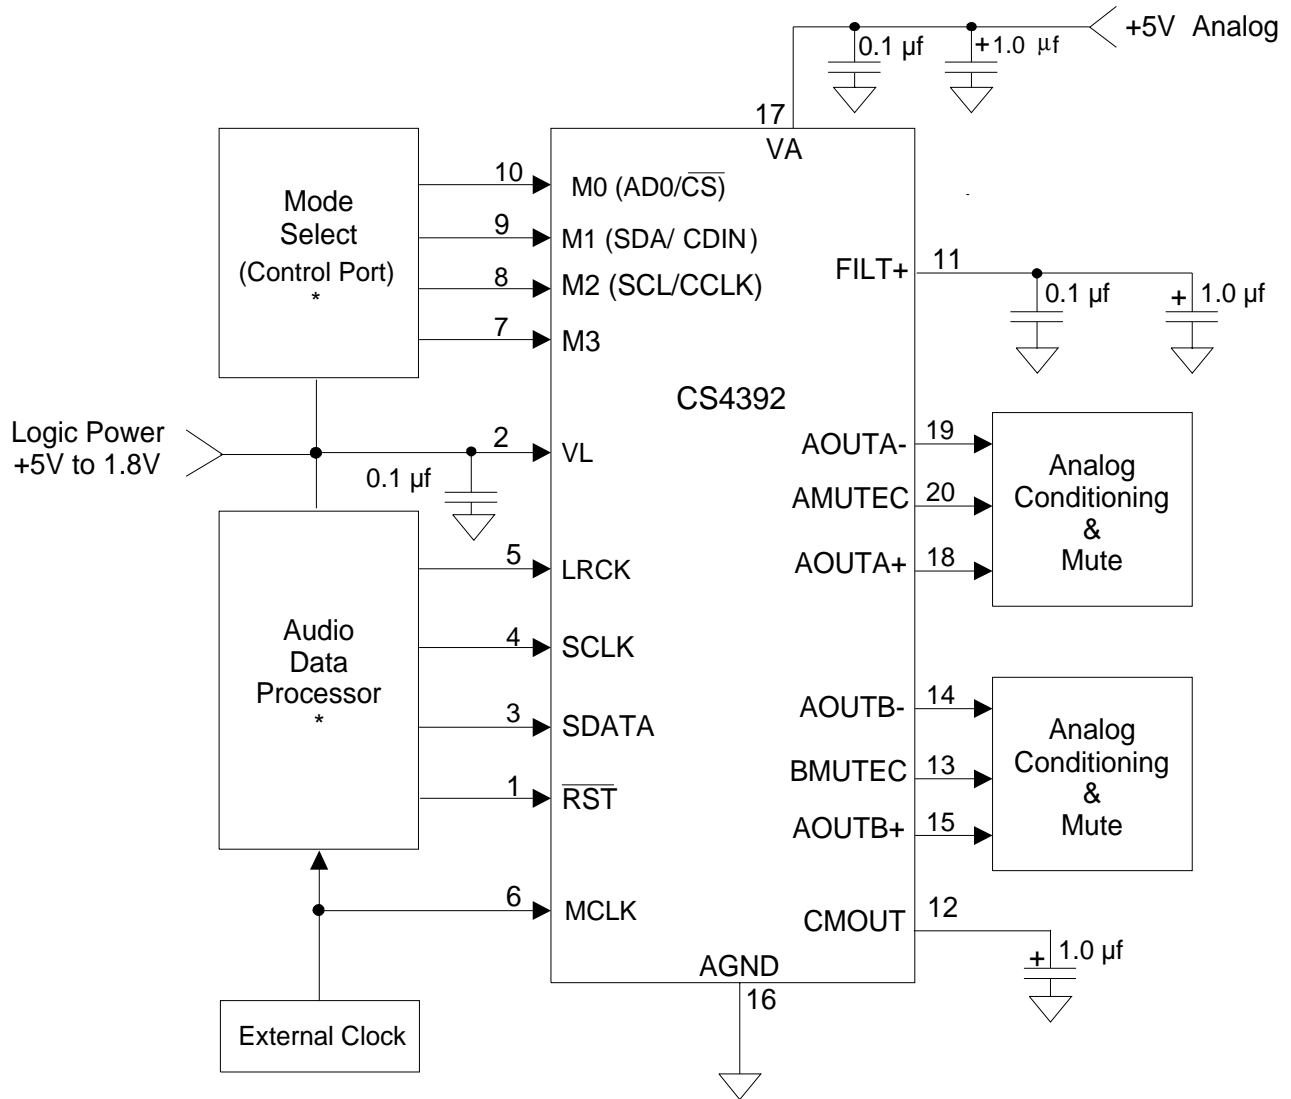 +5V Analog
0.1 µf
+1.0 µf
17
VA
Mode
Select
(Control Port)
*
10
M0 (AD0/CS)
9
M1 (SDA/ CDIN)
8
M2 (SCL/CCLK)
7
M3
FILT+
11
0.1 µf
+ 1.0 µf
CS4392
Logic Power
+5V to 1.8V
2
VL
0.1 µf
AOUTA-
19
AMUTEC
20
AOUTA+
18
Analog
Conditioning
&
Mute
Audio
Data
Processor
*
5
LRCK
4
SCLK
3
SDATA
1
RST
AOUTB-
14
BMUTEC
13
AOUTB+
15
Analog
Conditioning
&
Mute
6
MCLK
CMOUT
12
+ 1.0 µf
AGND
16
External Clock